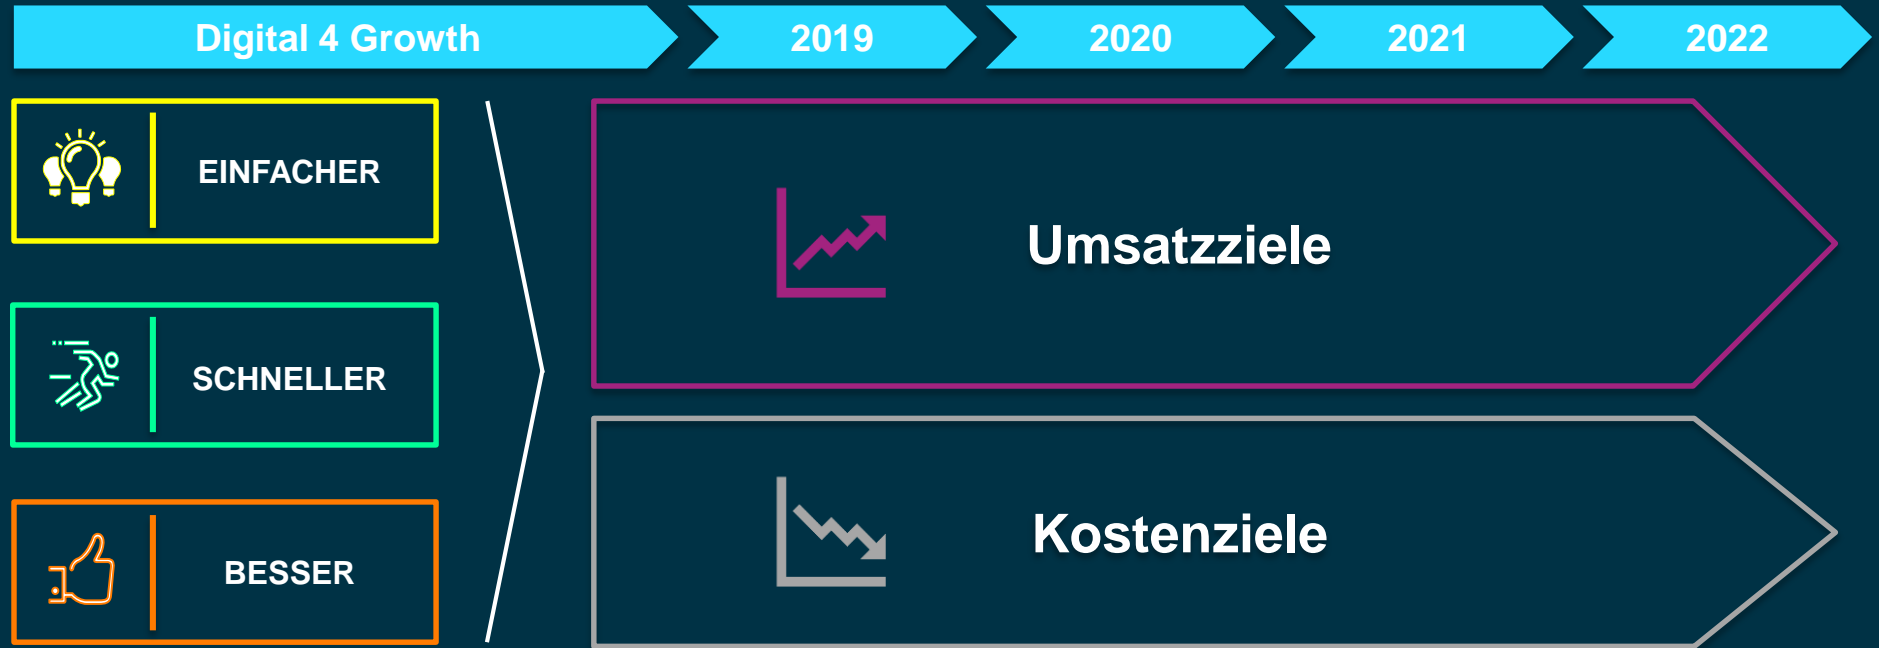 Digital 4 Growth
2019
2020
2021
2022
EINFACHER
SCHNELLER
BESSER
Umsatzziele
Kostenziele